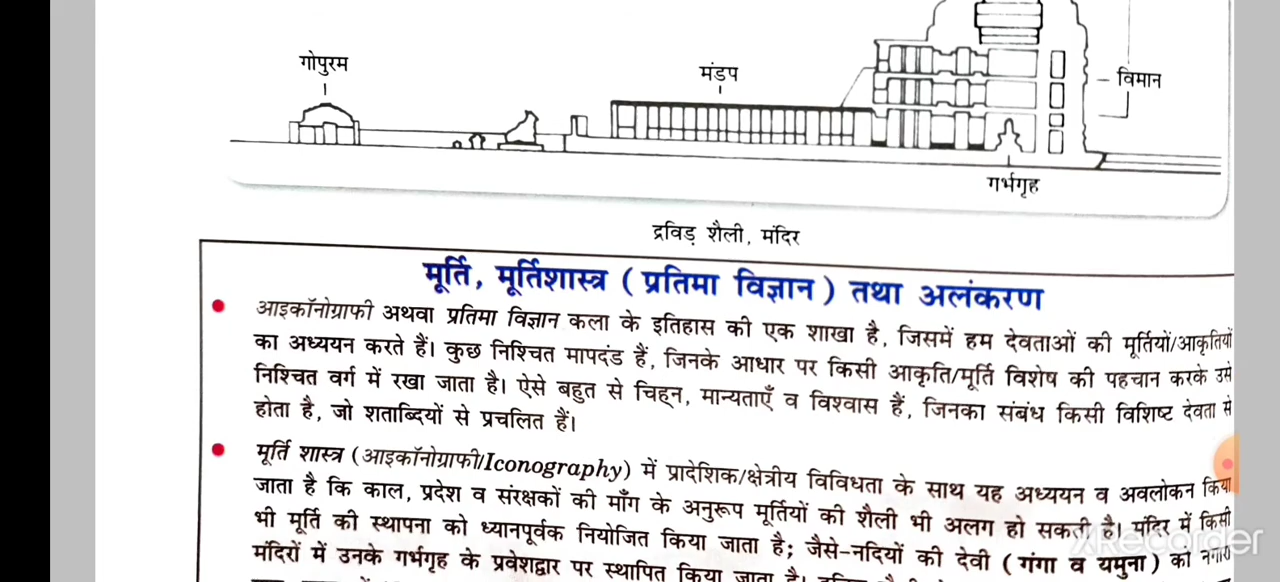 गोपुरम
मंडप
विमान
गर्भगृह
द्रविड़ शैली, मंदिर
मूर्ति, मूर्तिशास्त्र ( प्रतिमा विज्ञान ) तथा अलंकरण
आइकॉनोग्राफी अथवा प्रतिमा विज्ञान कला के इतिहास की एक शाखा है, जिसमें हम देवताओं की मूर्तियों/आकृतियों
का अध्ययन करते हैं। कुछ निश्चित मापदंड हैं, जिनके आधार पर किसी आकृति/मूर्ति विशेष की पहचान करके उसे
निश्चित वर्ग में रखा जाता है। ऐसे बहुत से चिह्न, मान्यताएँ व विश्वास हैं, जिनका संबंध किसी विशिष्ट देवता से
होता है, जो शताब्दियों से प्रचलित हैं।
मूर्ति शास्त्र (आइकॉनोग्राफी/Iconography) में प्रादेशिक/क्षेत्रीय विविधता के साथ यह अध्ययन व अवलोकन किया
जाता है कि काल, प्रदेश व संरक्षकों की माँग के अनुरूप मूर्तियों की शैली भी अलग हो सकती है। मंदिर में किसी
भी मूर्ति की स्थापना को ध्यानपूर्वक नियोजित किया जाता है; जैसे-नदियों की देवी (गंगा व यमुना) को नगारा
मंदिरों में उनके गर्भगृह के प्रवेशद्वार पर स्थापित किया जाता है।
XRecorder